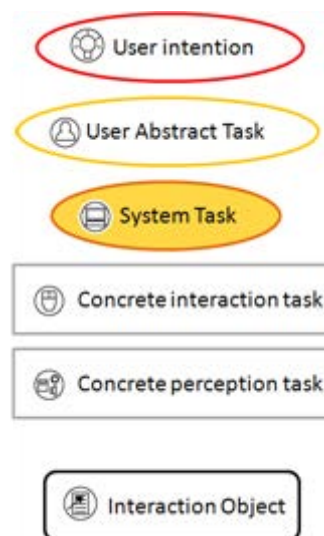 User intention
User Abstract Task
System Task
Concrete interaction task
Concrete perception task
Interaction Object